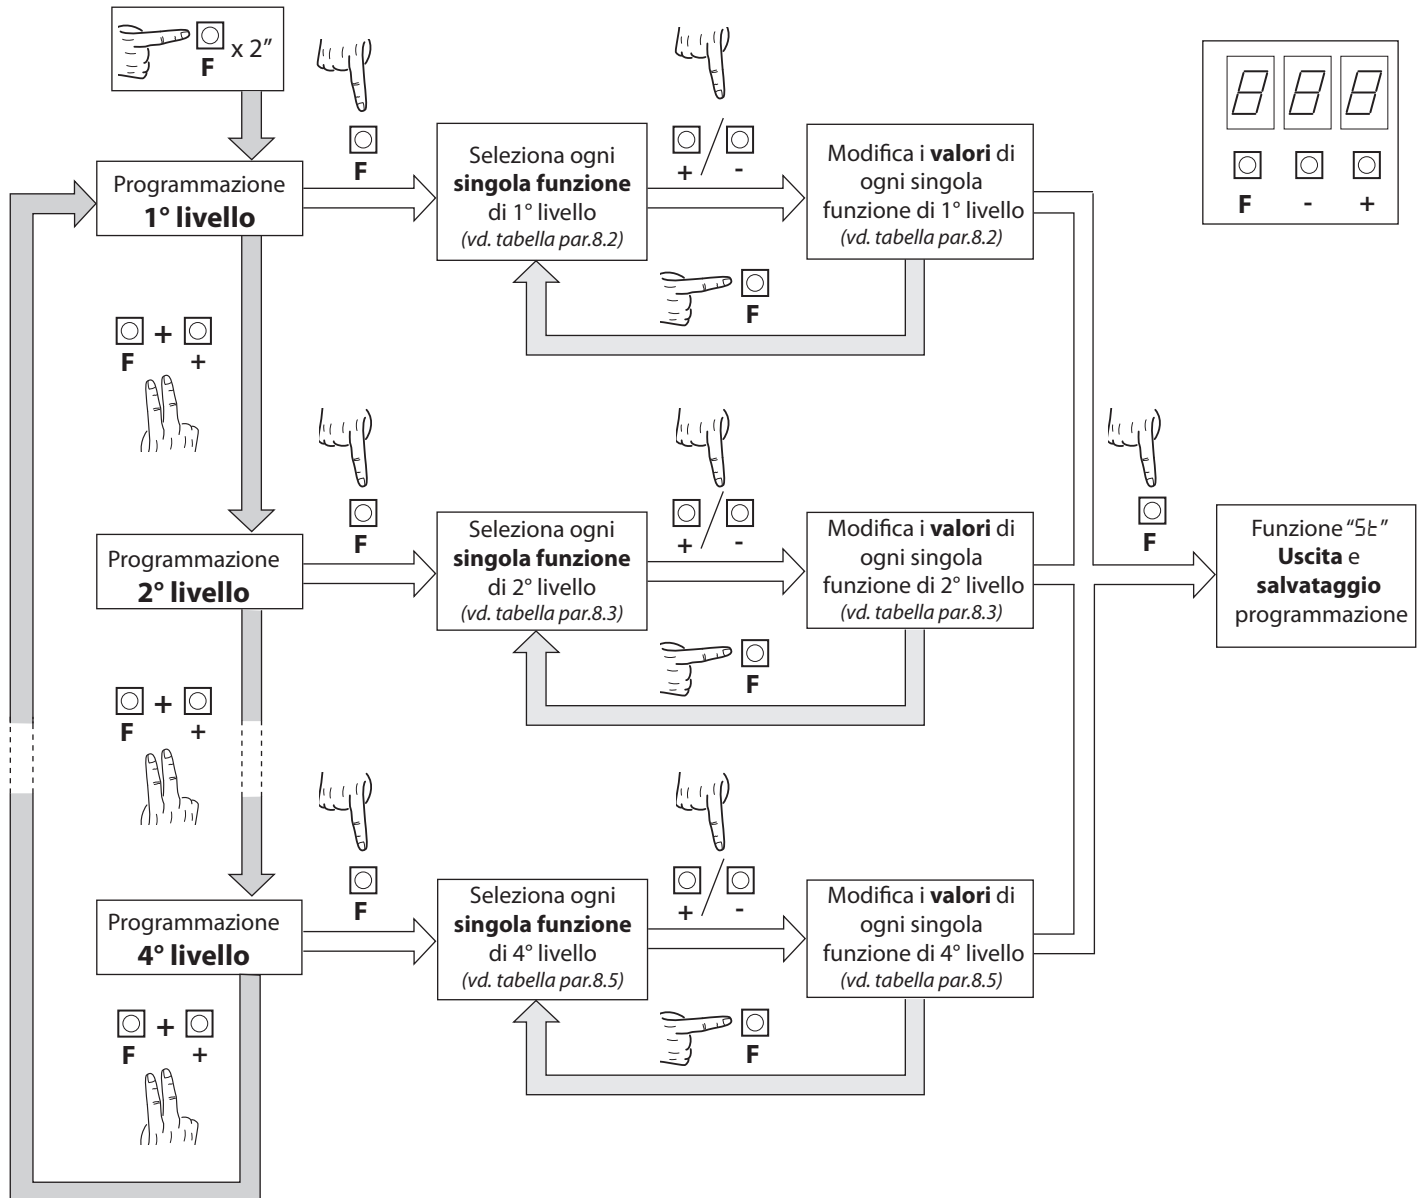 F x 2”
F
+ / -
F - +
Programmazione
1° livello
Seleziona ogni
singola funzione
di 1° livello
(vd. tabella par.8.2)
Modifica i valori di
ogni singola
funzione di 1° livello
(vd. tabella par.8.2)
F
F + +
F
+ / -
F
Programmazione
2° livello
Seleziona ogni
singola funzione
di 2° livello
(vd. tabella par.8.3)
Modifica i valori di
ogni singola
funzione di 2° livello
(vd. tabella par.8.3)
Funzione “St”
Uscita e
salvataggio
programmazione
F
F + +
F
+ / -
Programmazione
4° livello
Seleziona ogni
singola funzione
di 4° livello
(vd. tabella par.8.5)
Modifica i valori di
ogni singola
funzione di 4° livello
(vd. tabella par.8.5)
F + +
F